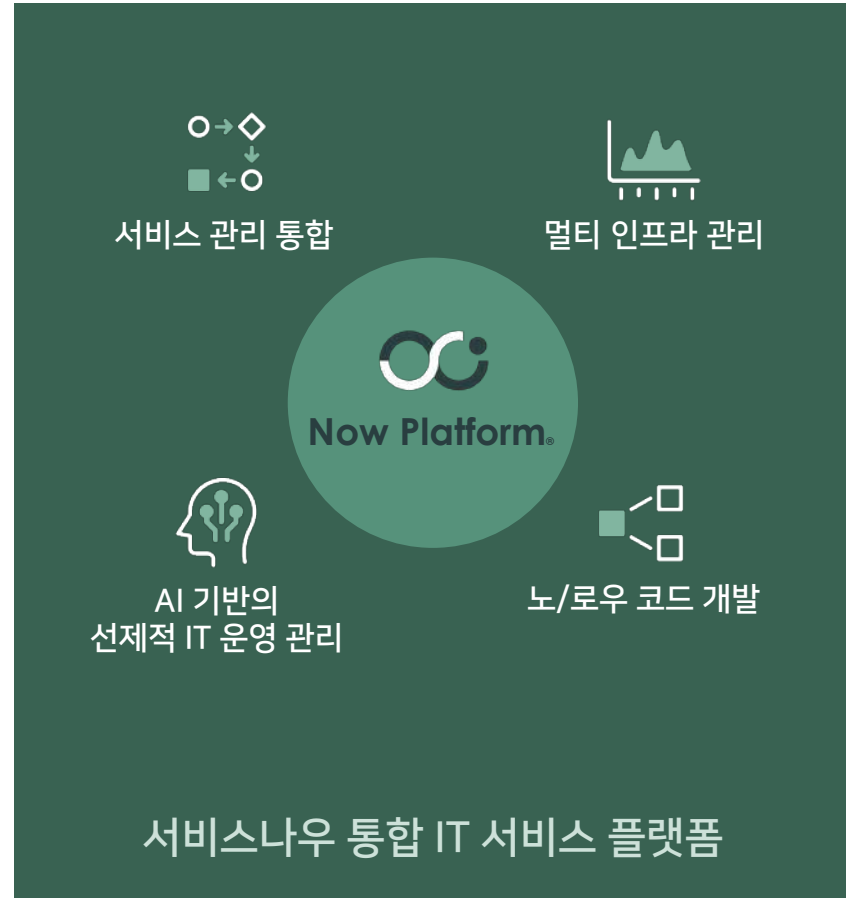 서비스 관리 통합
멀티 인프라 관리
Now Platform®
AI 기반의
선제적 IT 운영 관리
노/로우 코드 개발
서비스나우 통합 IT 서비스 플랫폼